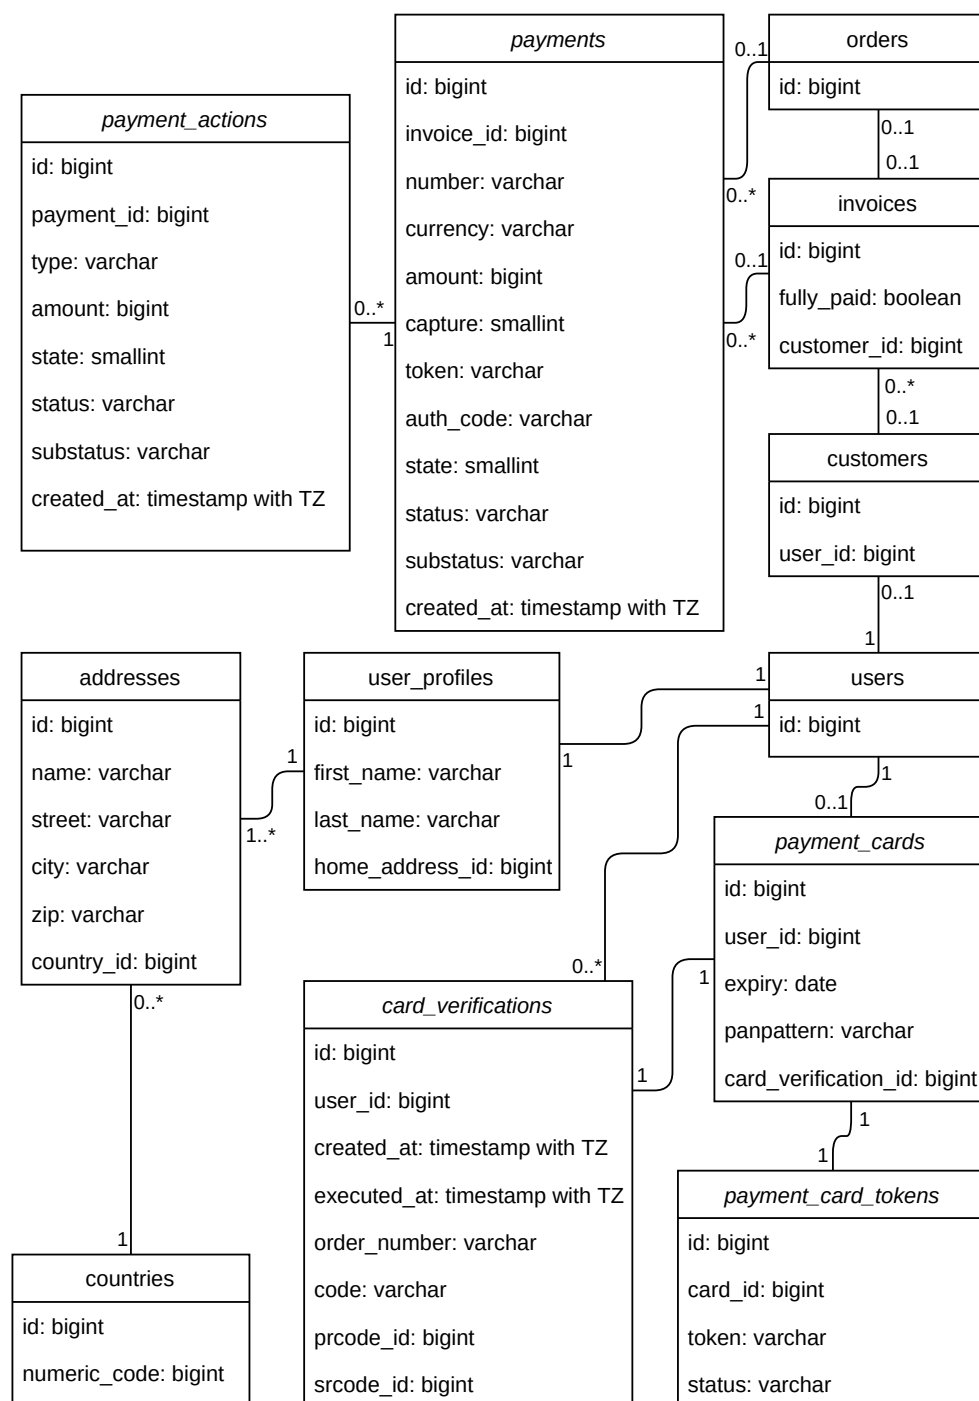 payments
id: bigint
invoice_id: bigint
number: varchar
currency: varchar
amount: bigint
capture: smallint
token: varchar
auth_code: varchar
state: smallint
status: varchar
substatus: varchar
created_at: timestamp with TZ
orders
id: bigint
0..1
0..*
0..1
0..1
payment_actions
id: bigint
payment_id: bigint
type: varchar
amount: bigint
state: smallint
status: varchar
substatus: varchar
created_at: timestamp with TZ
0..*
1
invoices
id: bigint
fully_paid: boolean
customer_id: bigint
0..1
0..*
0..*
0..1
customers
id: bigint
user_id: bigint
0..1
1
addresses
id: bigint
name: varchar
street: varchar
city: varchar
zip: varchar
country_id: bigint
1
1..*
user_profiles
id: bigint
first_name: varchar
last_name: varchar
home_address_id: bigint
1
1
users
id: bigint
1
0..*
1
0..1
payment_cards
id: bigint
user_id: bigint
expiry: date
panpattern: varchar
card_verification_id: bigint
1
1
card_verifications
id: bigint
user_id: bigint
created_at: timestamp with TZ
executed_at: timestamp with TZ
order_number: varchar
code: varchar
prcode_id: bigint
srcode_id: bigint
1
1
payment_card_tokens
id: bigint
card_id: bigint
token: varchar
status: varchar
0..*
1
countries
id: bigint
numeric_code: bigint